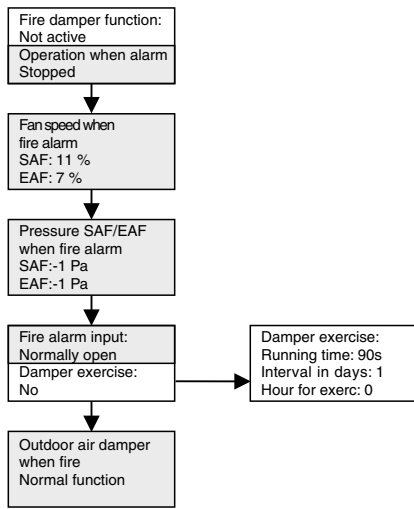 Fire damper function:
Not active
Operation when alarm
Stopped
Fan speed when
fire alarm
SAF: 11 %
EAF: 7 %
Pressure SAF/EAF
when fire alarm
SAF:-1 Pa
EAF:-1 Pa
Fire alarm input:
Normally open
Damper exercise:
No
Damper exercise:
Running time: 90s
Interval in days: 1
Hour for exerc: 0
Outdoor air damper
when fire
Normal function